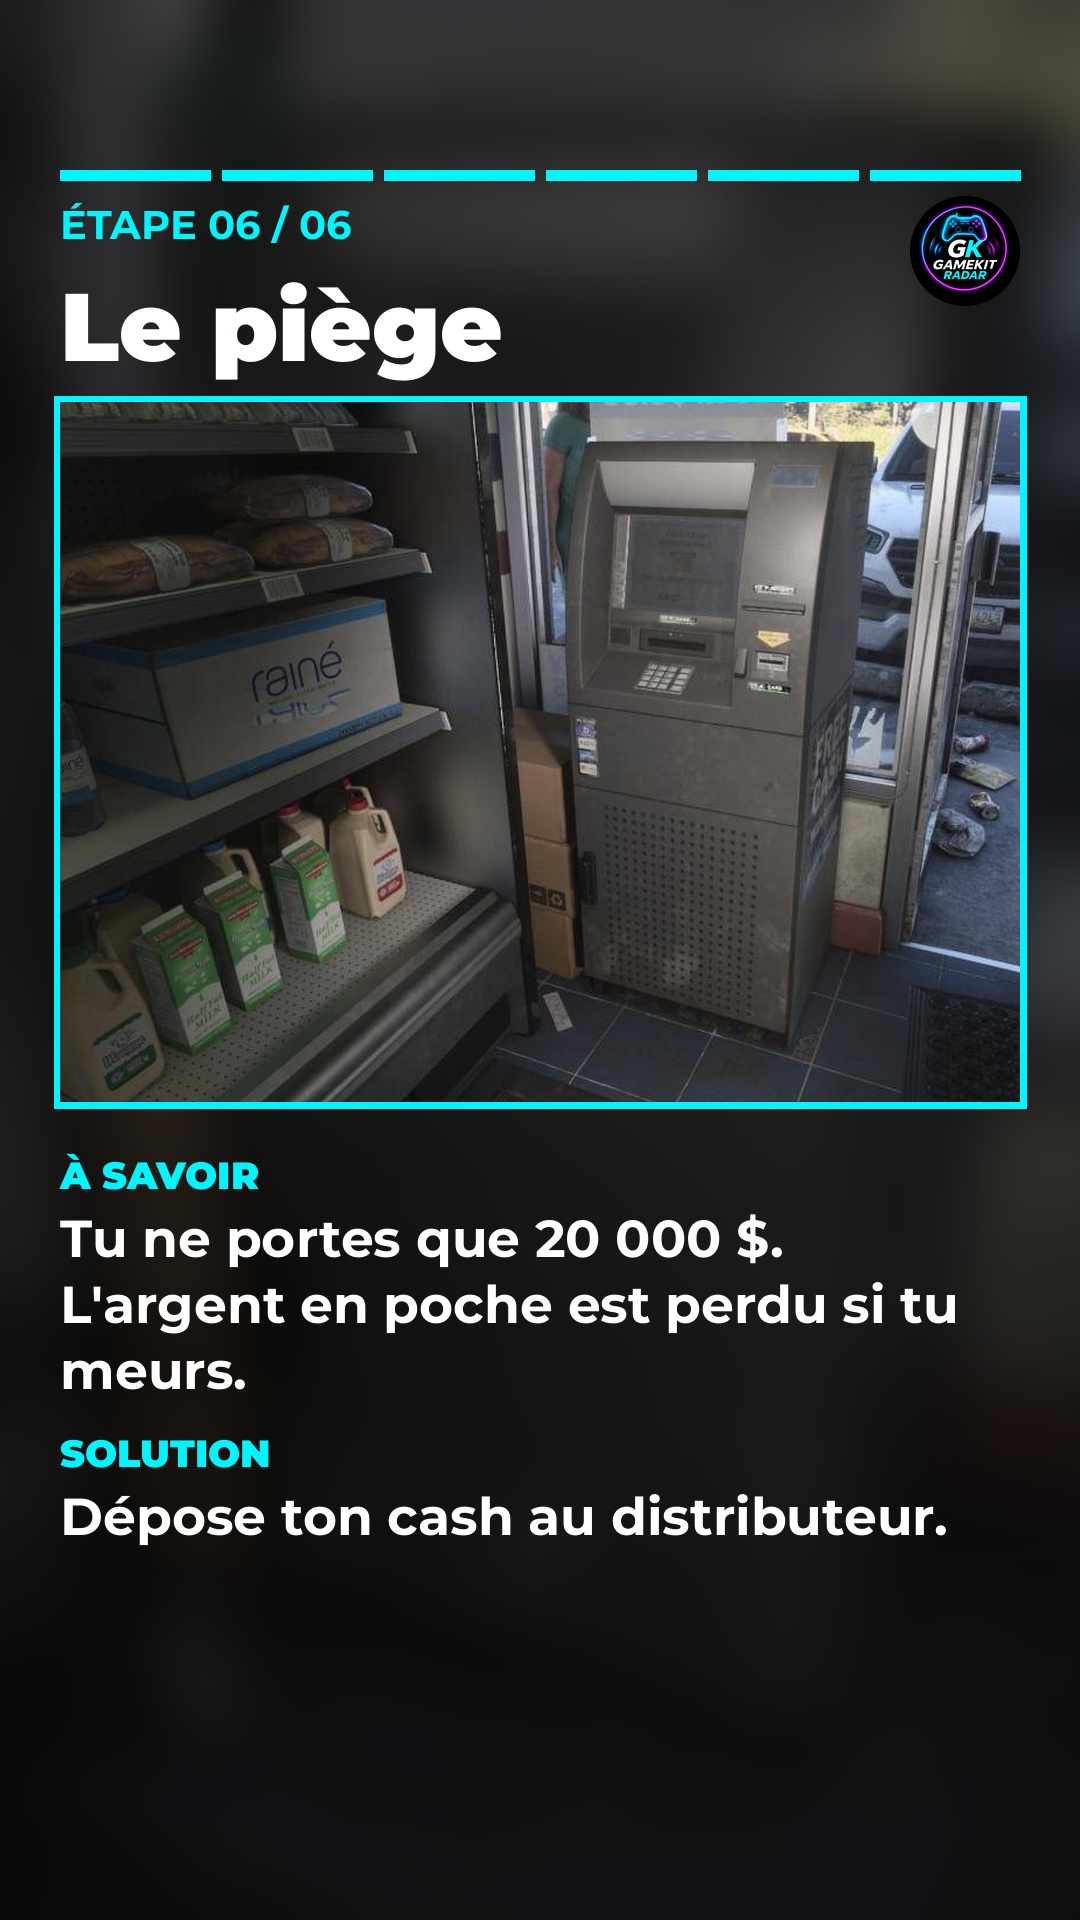 ÉTAPE 06 / 06
GK
GAMEKIT
RADAR
Le piège
rainé
À SAVOIR
Tu ne portes que 20 000 $.
L'argent en poche est perdu si tu
meurs.
SOLUTION
Dépose ton cash au distributeur.